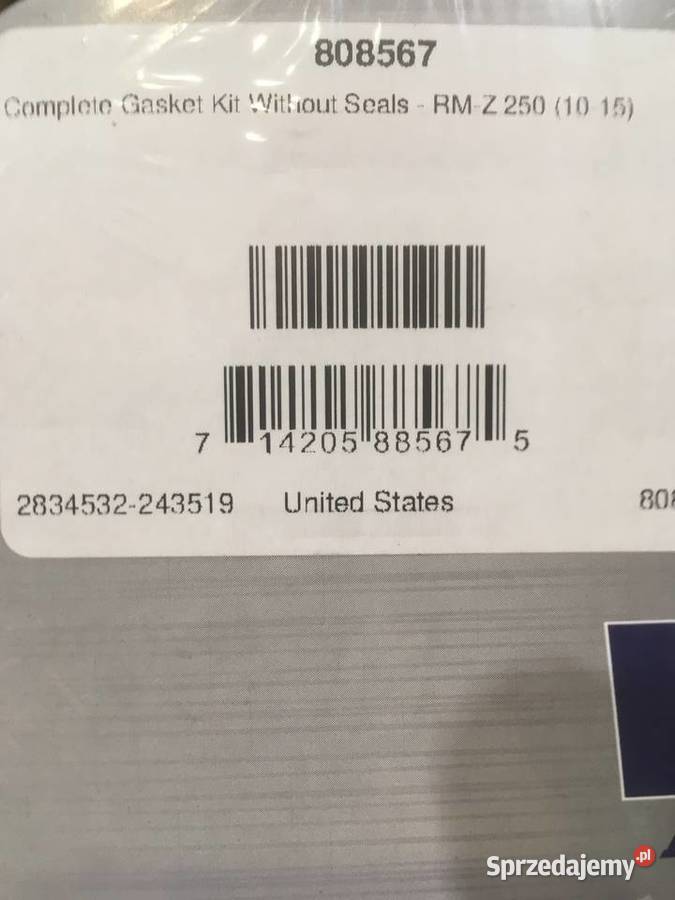 808567
Complete Gasket Kit Without Seals - RM-Z 250 (10-15)
7 14205 88567 5
2834532-243519 United States 808
Sprzedajemy.pl